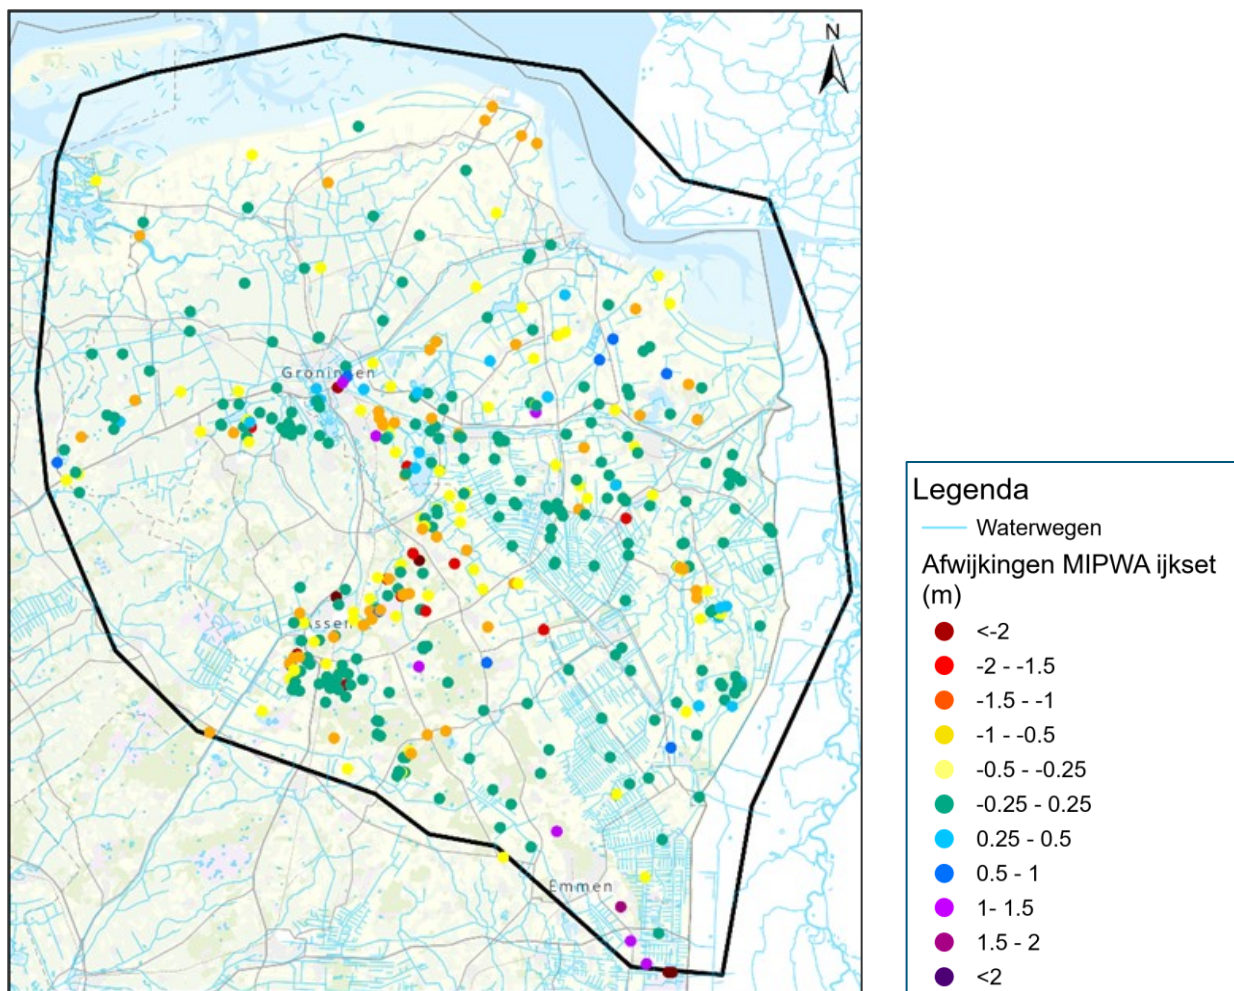 N
Groningen
Assen
Emmen
Legenda
Waterwegen
Afwijkingen MIPWA ijkset
(m)
<-2
-2 - -1.5
-1.5 - -1
-1 - -0.5
-0.5 - -0.25
-0.25 - 0.25
0.25 - 0.5
0.5 - 1
1- 1.5
1.5 - 2
<2